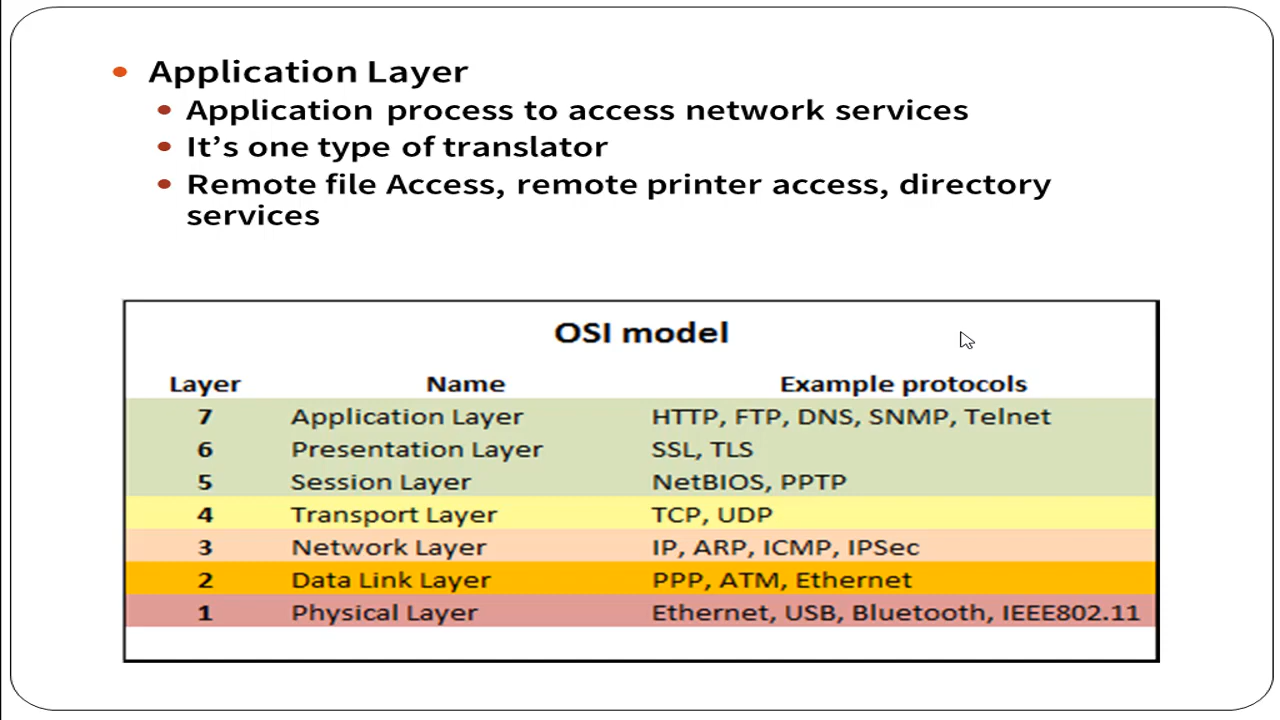 • Application Layer
• Application process to access network services
• It’s one type of translator
• Remote file Access, remote printer access, directory
services
OSI model
Layer Name Example protocols
7 Application Layer HTTP, FTP, DNS, SNMP, Telnet
6 Presentation Layer SSL, TLS
5 Session Layer NetBIOS, PPTP
4 Transport Layer TCP, UDP
3 Network Layer IP, ARP, ICMP, IPSec
2 Data Link Layer PPP, ATM, Ethernet
1 Physical Layer Ethernet, USB, Bluetooth, IEEE802.11